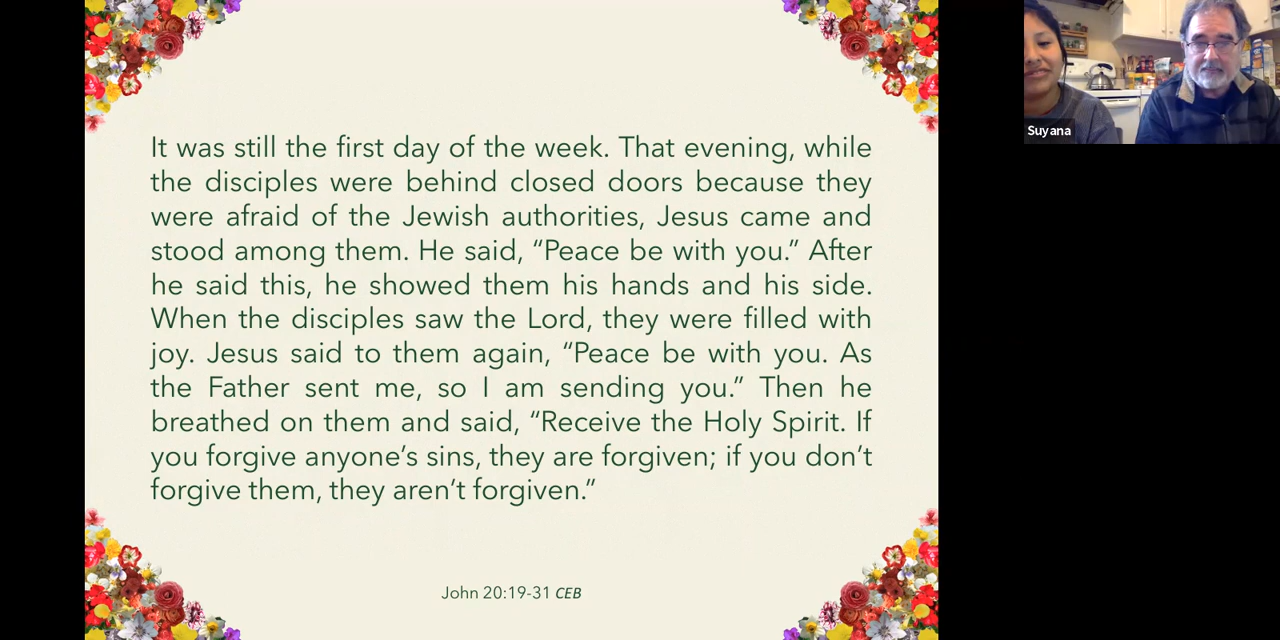 It was still the first day of the week. That evening, while
the disciples were behind closed doors because they
were afraid of the Jewish authorities, Jesus came and
stood among them. He said, “Peace be with you.” After
he said this, he showed them his hands and his side.
When the disciples saw the Lord, they were filled with
joy. Jesus said to them again, “Peace be with you. As
the Father sent me, so I am sending you.” Then he
breathed on them and said, “Receive the Holy Spirit. If
you forgive anyone’s sins, they are forgiven; if you don’t
forgive them, they aren’t forgiven.”
John 20:19-31 CEB
Suyana